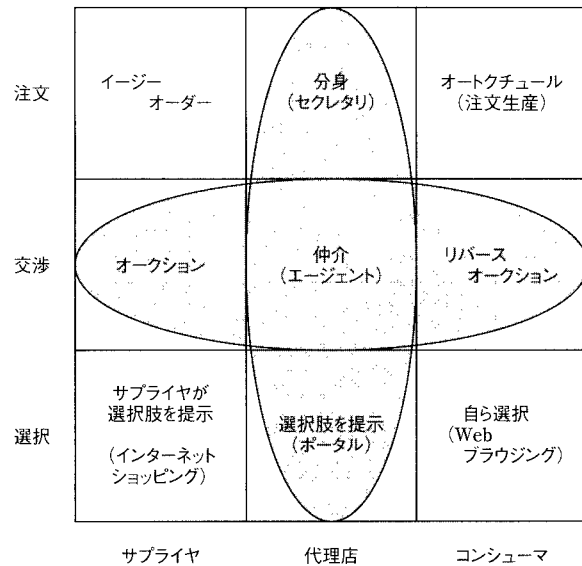 注文
イージー
オーダー
分身
(セクレタリ)
オートクチュール
(注文生産)
交渉
オークション
仲介
(エージェント)
リバース
オークション
選択
サプライヤが
選択肢を提示
(インターネット
ショッピング)
選択肢を提示
(ポータル)
自ら選択
(Web
ブラウジング)
サプライヤ
代理店
コンシューマ